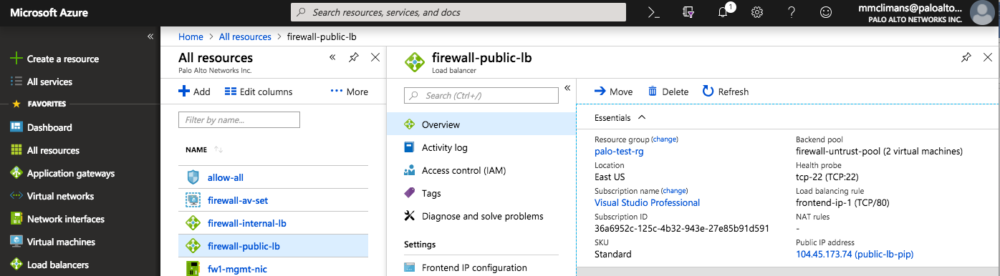 Microsoft Azure
Search resources, services, and docs
1
mmclimans@paloalto...
PALO ALTO NETWORKS INC.
Create a resource
All services
FAVORITES
Dashboard
All resources
Application gateways
Virtual networks
Network interfaces
Virtual machines
Load balancers
Home > All resources > firewall-public-lb
All resources
Palo Alto Networks Inc.
Add Edit columns ••• More
Filter by name...
NAME
allow-all
firewall-av-set
firewall-internal-lb
firewall-public-lb
fw1-mgmt-nic
firewall-public-lb
Load balancer
Search (Ctrl+/)
Overview
Activity log
Access control (IAM)
Tags
Diagnose and solve problems
Settings
Frontend IP configuration
Move Delete Refresh
Essentials
Resource group (change)
palo-test-rg
Location
East US
Subscription name (change)
Visual Studio Professional
Subscription ID
36a6952c-125c-4b32-943e-27e85b91d591
SKU
Standard
Backend pool
firewall-untrust-pool (2 virtual machines)
Health probe
tcp-22 (TCP:22)
Load balancing rule
frontend-ip-1 (TCP/80)
NAT rules
-
Public IP address
104.45.173.74 (public-lb-pip)